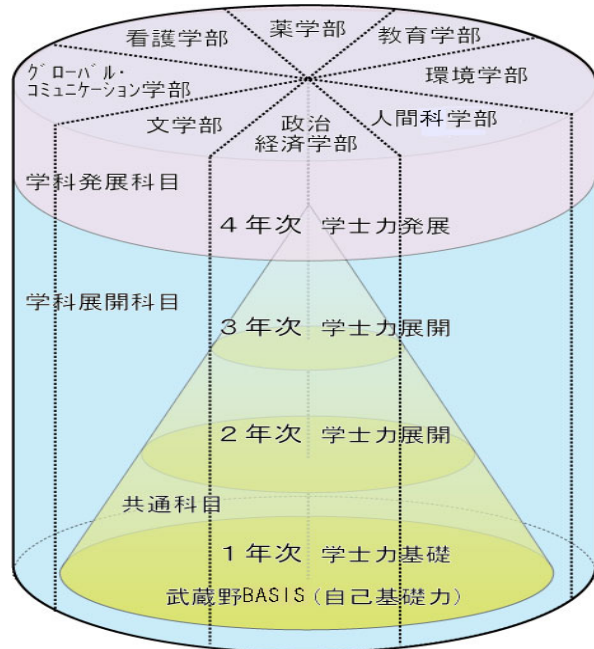 看護学部
薬学部
教育学部
グローバル・
コミュニケーション学部
環境学部
文学部
政治
経済学部
人間科学部
学科発展科目
4年次 学士力発展
学科展開科目
3年次 学士力展開
2年次 学士力展開
共通科目
1年次 学士力基礎
武蔵野BASIS(自己基礎力)